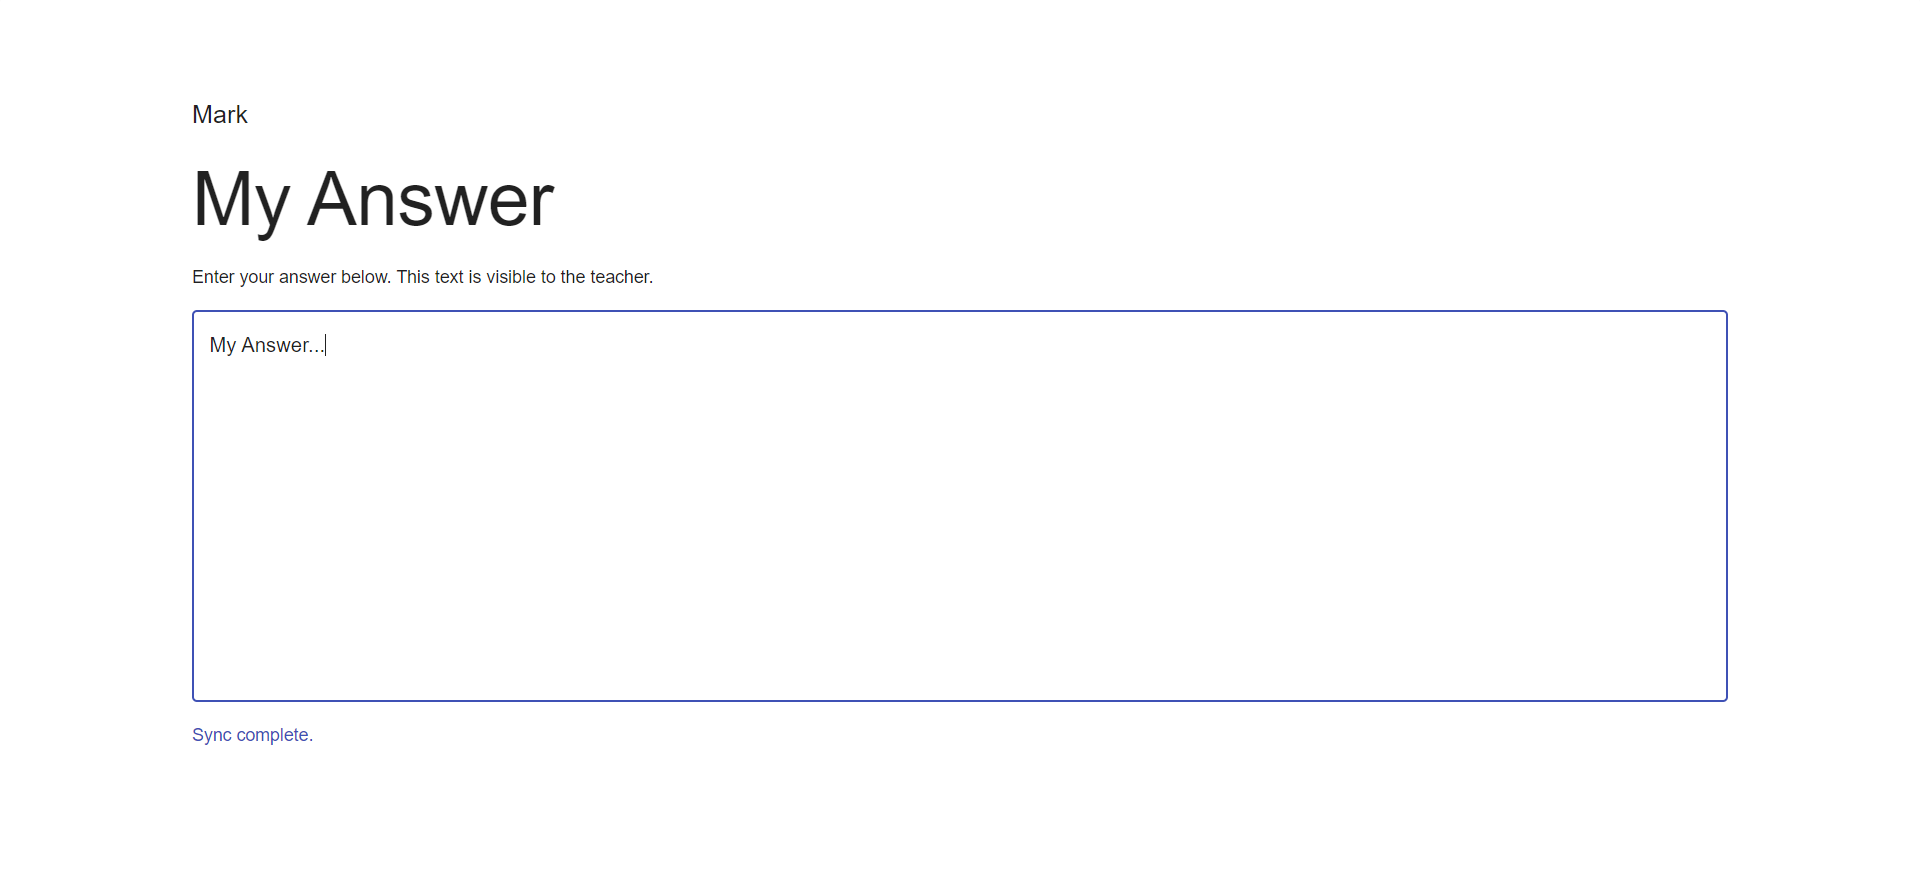 Mark
My Answer
Enter your answer below. This text is visible to the teacher.
My Answer...
Sync complete.